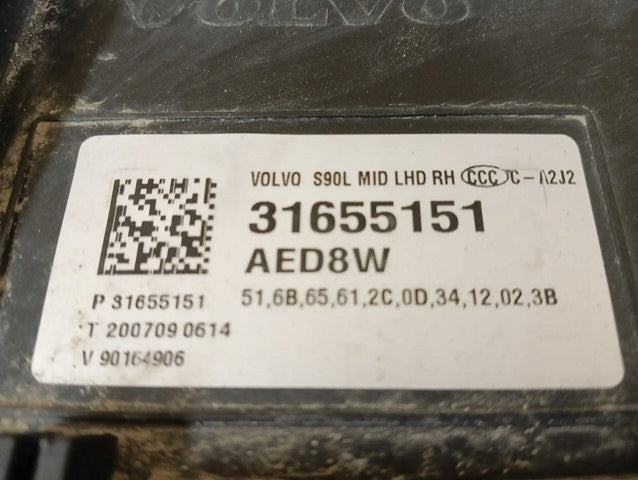 VOLVO
VOLVO S90L MID LHD RH CCC C-A2J2
31655151
AED8W
P 31655151
51,6B,65,61,2C,0D,34,12,02,3B
T 200709 0614
V 90164906